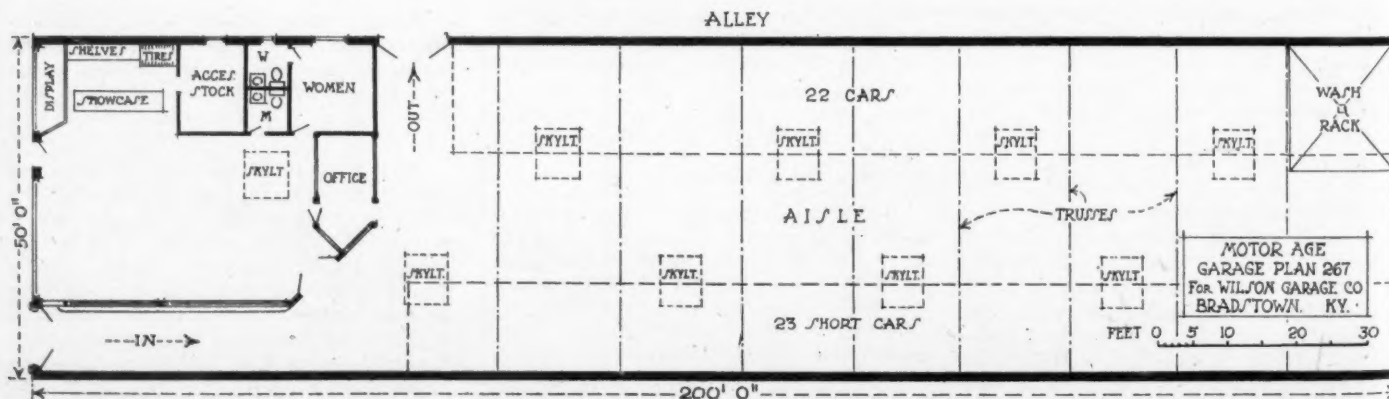 ALLEY
SHELVES
TIRES
DISPLAY
SHOWCASE
ACCES.
STOCK
W
M
WOMEN
OUT
22 CARS
WASH
RACK
SKYLT.
SKYLT.
SKYLT.
SKYLT.
SKYLT
OFFICE
AISLE
TRUSSES
50' 0"
SKYLT.
SKYLT.
SKYLT.
SKYLT.
MOTOR AGE
GARAGE PLAN 267
FOR WILSON GARAGE CO
BRADSTOWN. KY.
23 SHORT CARS
FEET 0 5 10 20 30
IN
200' 0"